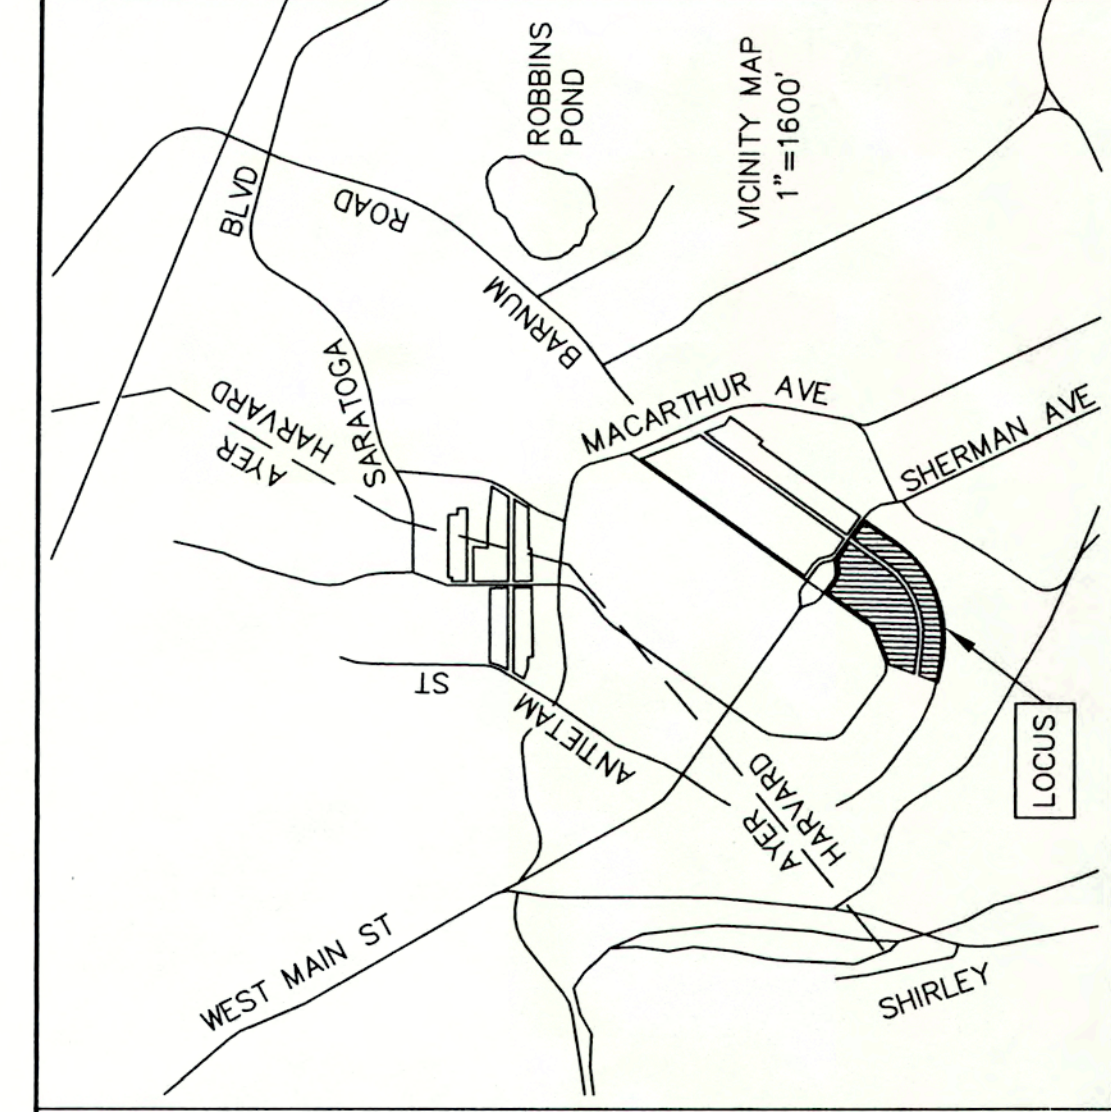 ROBBINS
POND
VICINITY MAP
1"=1600'
BLVD
ROAD
BARNUM
SARATOGA
HARVARD
AYER
MACARTHUR AVE
SHERMAN AVE
ST
ANTIETAM
AYER
HARVARD
LOCUS
WEST MAIN ST
SHIRLEY